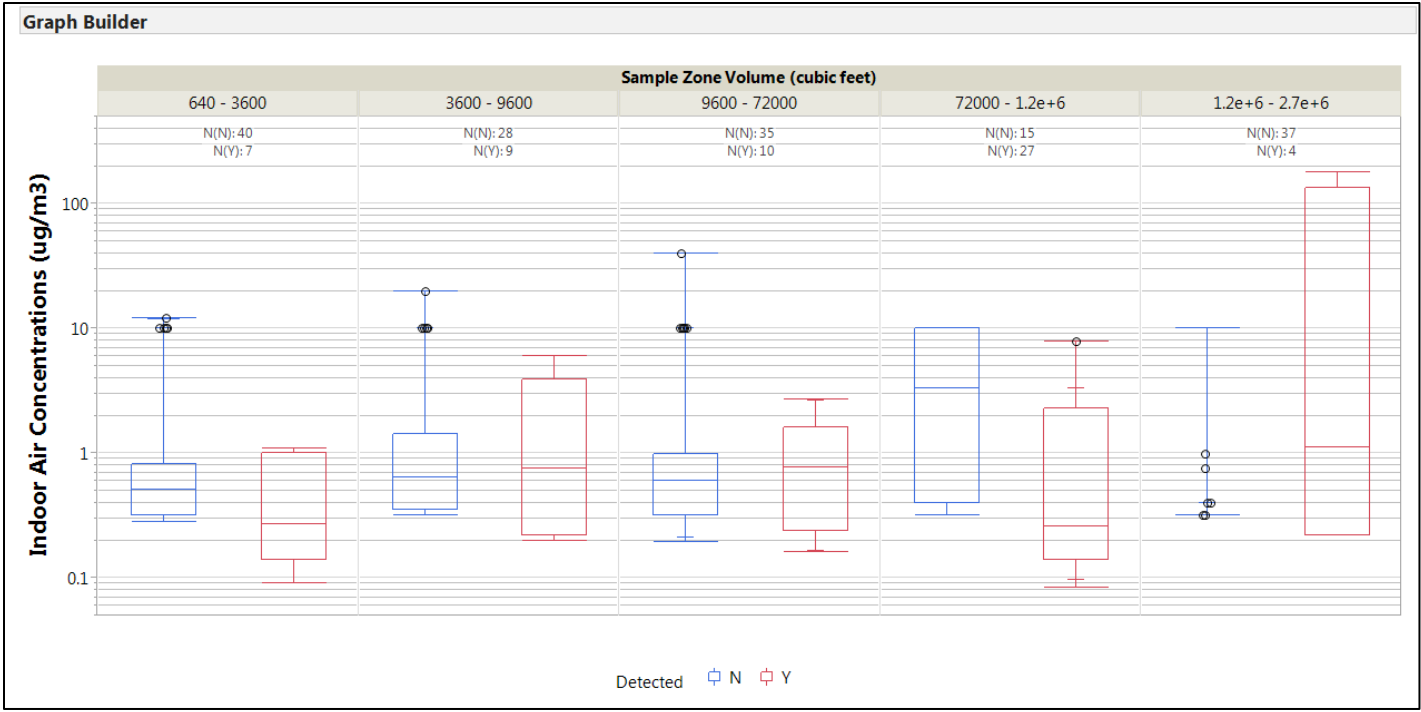 Graph Builder
Sample Zone Volume (cubic feet)
640 - 3600 3600 - 9600 9600 - 72000 72000 - 1.2e+6 1.2e+6 - 2.7e+6
N(N): 40 N(N): 28 N(N): 35 N(N): 15 N(N): 37
N(Y): 7 N(Y): 9 N(Y): 10 N(Y): 27 N(Y): 4
Indoor Air Concentrations (ug/m3)
100
10
1
0.1
Detected N Y